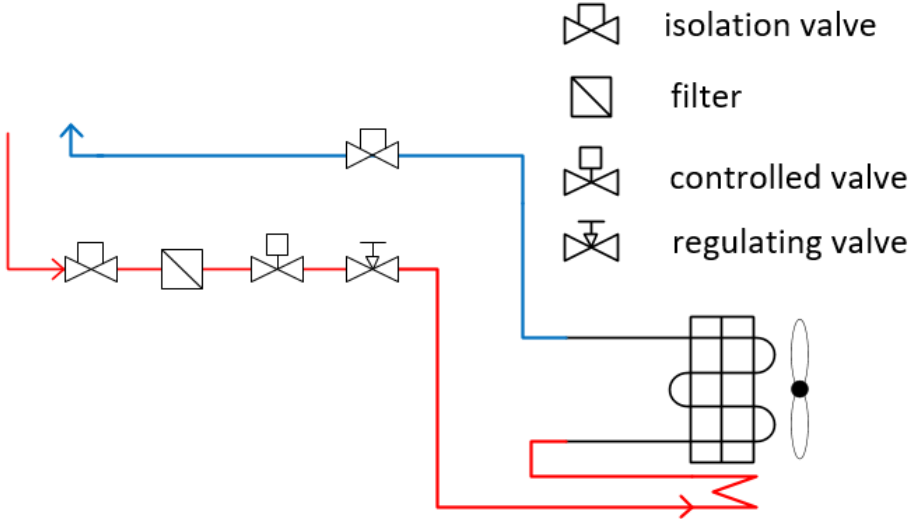 isolation valve
filter
controlled valve
regulating valve